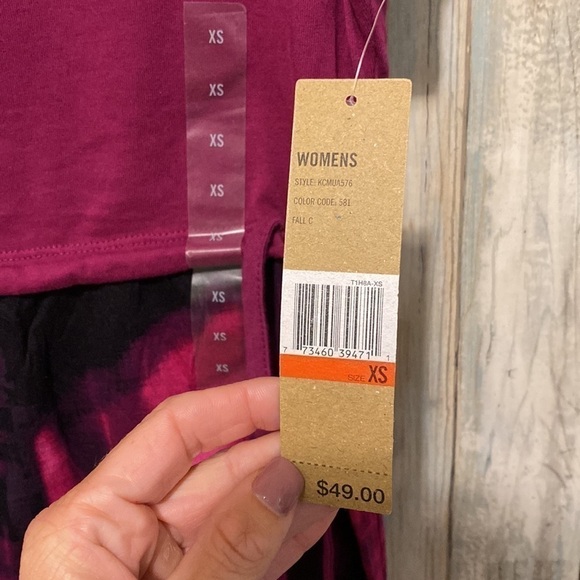 XS
XS
XS
XS
XS
XS
XS
XS
WOMENS
STYLE: KCMUA576
COLOR CODE: 581
FALL C
T1H8A-XS
7 73460 39471 1
SIZE XS
$49.00